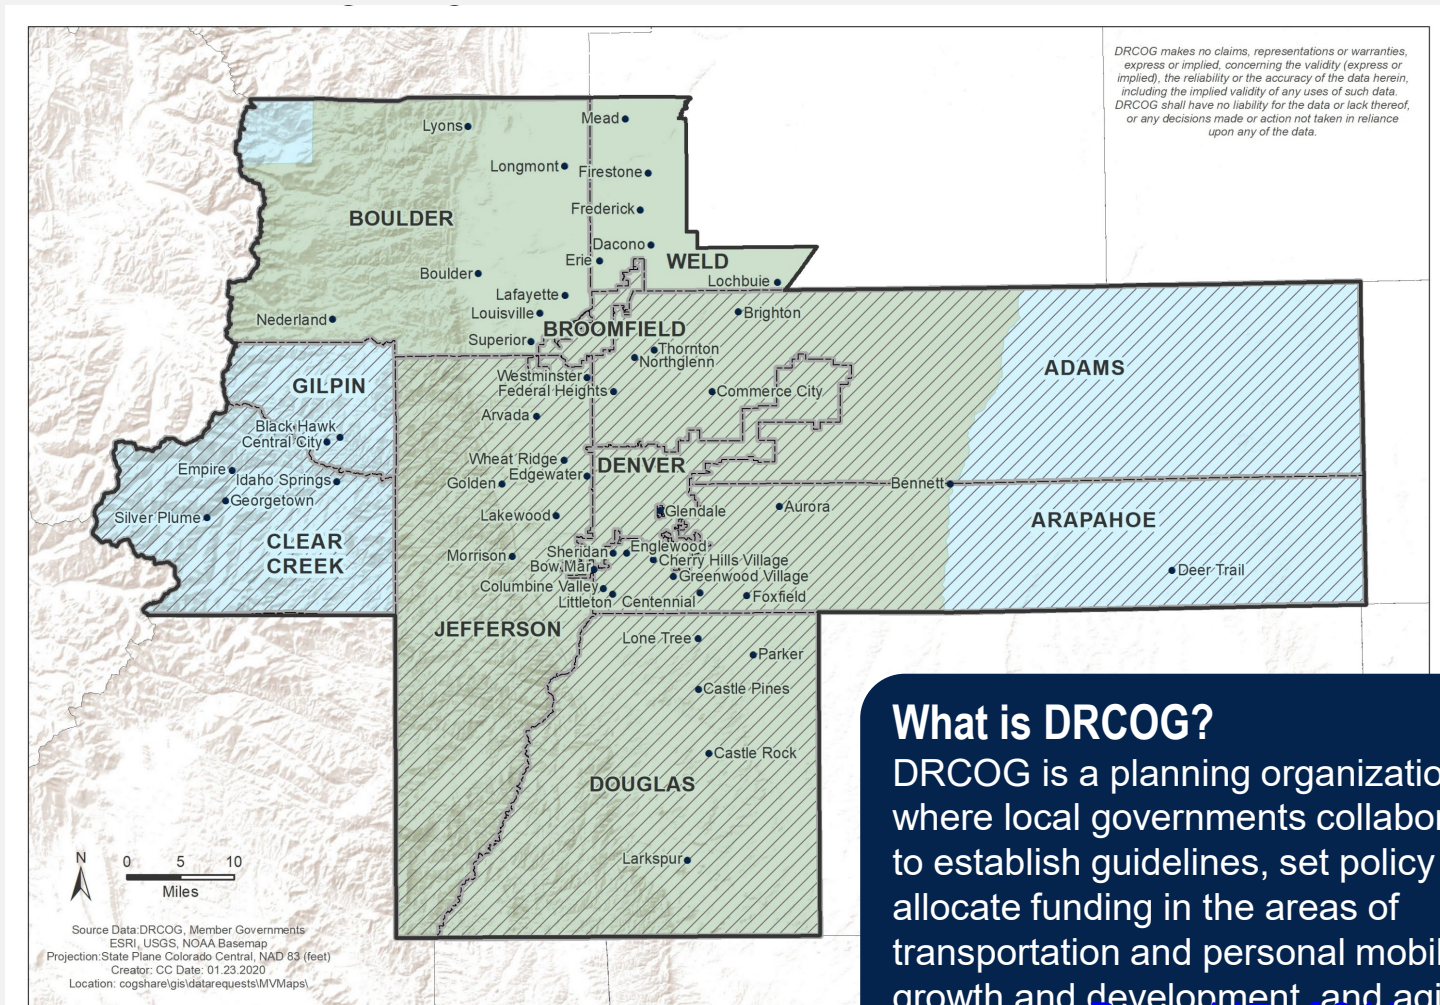 DRCOG makes no claims, representations or warranties,
express or implied, concerning the validity (express or
implied), the reliability or the accuracy of the data herein,
including the implied validity of any uses of such data.
DRCOG shall have no liability for the data or lack thereof,
or any decisions made or action not taken in reliance
upon any of the data.
Lyons
Mead
Longmont
Firestone
Frederick
BOULDER
Dacono
Erie
WELD
Boulder
Lochbuie
Lafayette
Louisville
Brighton
Nederland
BROOMFIELD
Superior
Thornton
Northglenn
ADAMS
Westminster
GILPIN
Federal Heights
Commerce City
Arvada
Black Hawk
Central City
Wheat Ridge
DENVER
Empire
Edgewater
Idaho Springs
Golden
Bennett
Georgetown
Aurora
Silver Plume
Lakewood
Glendale
ARAPAHOE
CLEAR
CREEK
Morrison
Sheridan
Englewood
Bow Mar
Cherry Hills Village
Deer Trail
Greenwood Village
Columbine Valley
Littleton
Centennial
Foxfield
JEFFERSON
Lone Tree
Parker
Castle Pines
Castle Rock
DOUGLAS
Larkspur
N
0 5 10
Miles
Source Data:DRCOG, Member Governments
ESRI, USGS, NOAA Basemap
Projection:State Plane Colorado Central, NAD 83 (feet)
Creator: CC Date: 01.23.2020
Location: cogshare\gis\datarequests\MVMaps\
What is DRCOG?
DRCOG is a planning organizatio
where local governments collabor
to establish guidelines, set policy
allocate funding in the areas of
transportation and personal mobil
growth and development, and agi